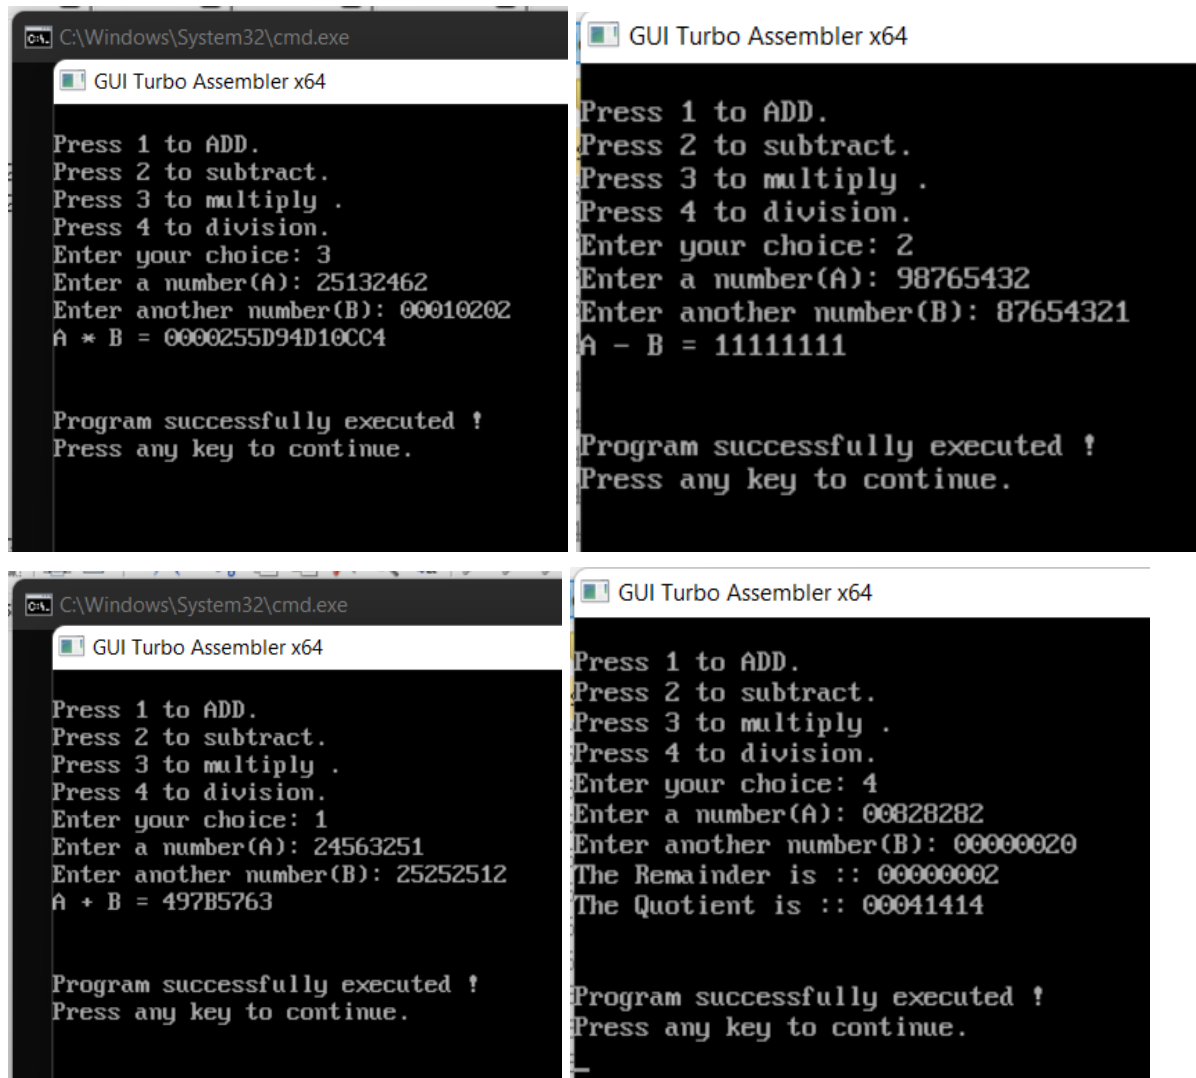 C:\Windows\System32\cmd.exe
GUI Turbo Assembler x64
Press 1 to ADD.
Press 2 to subtract.
Press 3 to multiply .
Press 4 to division.
Enter your choice: 3
Enter a number(A): 25132462
Enter another number(B): 00010202
A * B = 0000255D94D10CC4
Program successfully executed !
Press any key to continue.
GUI Turbo Assembler x64
Press 1 to ADD.
Press 2 to subtract.
Press 3 to multiply .
Press 4 to division.
Enter your choice: 2
Enter a number(A): 98765432
Enter another number(B): 87654321
A - B = 11111111
Program successfully executed !
Press any key to continue.
C:\Windows\System32\cmd.exe
GUI Turbo Assembler x64
Press 1 to ADD.
Press 2 to subtract.
Press 3 to multiply .
Press 4 to division.
Enter your choice: 1
Enter a number(A): 24563251
Enter another number(B): 25252512
A + B = 497B5763
Program successfully executed !
Press any key to continue.
GUI Turbo Assembler x64
Press 1 to ADD.
Press 2 to subtract.
Press 3 to multiply .
Press 4 to division.
Enter your choice: 4
Enter a number(A): 00828282
Enter another number(B): 00000020
The Remainder is :: 00000002
The Quotient is :: 00041414
Program successfully executed !
Press any key to continue.